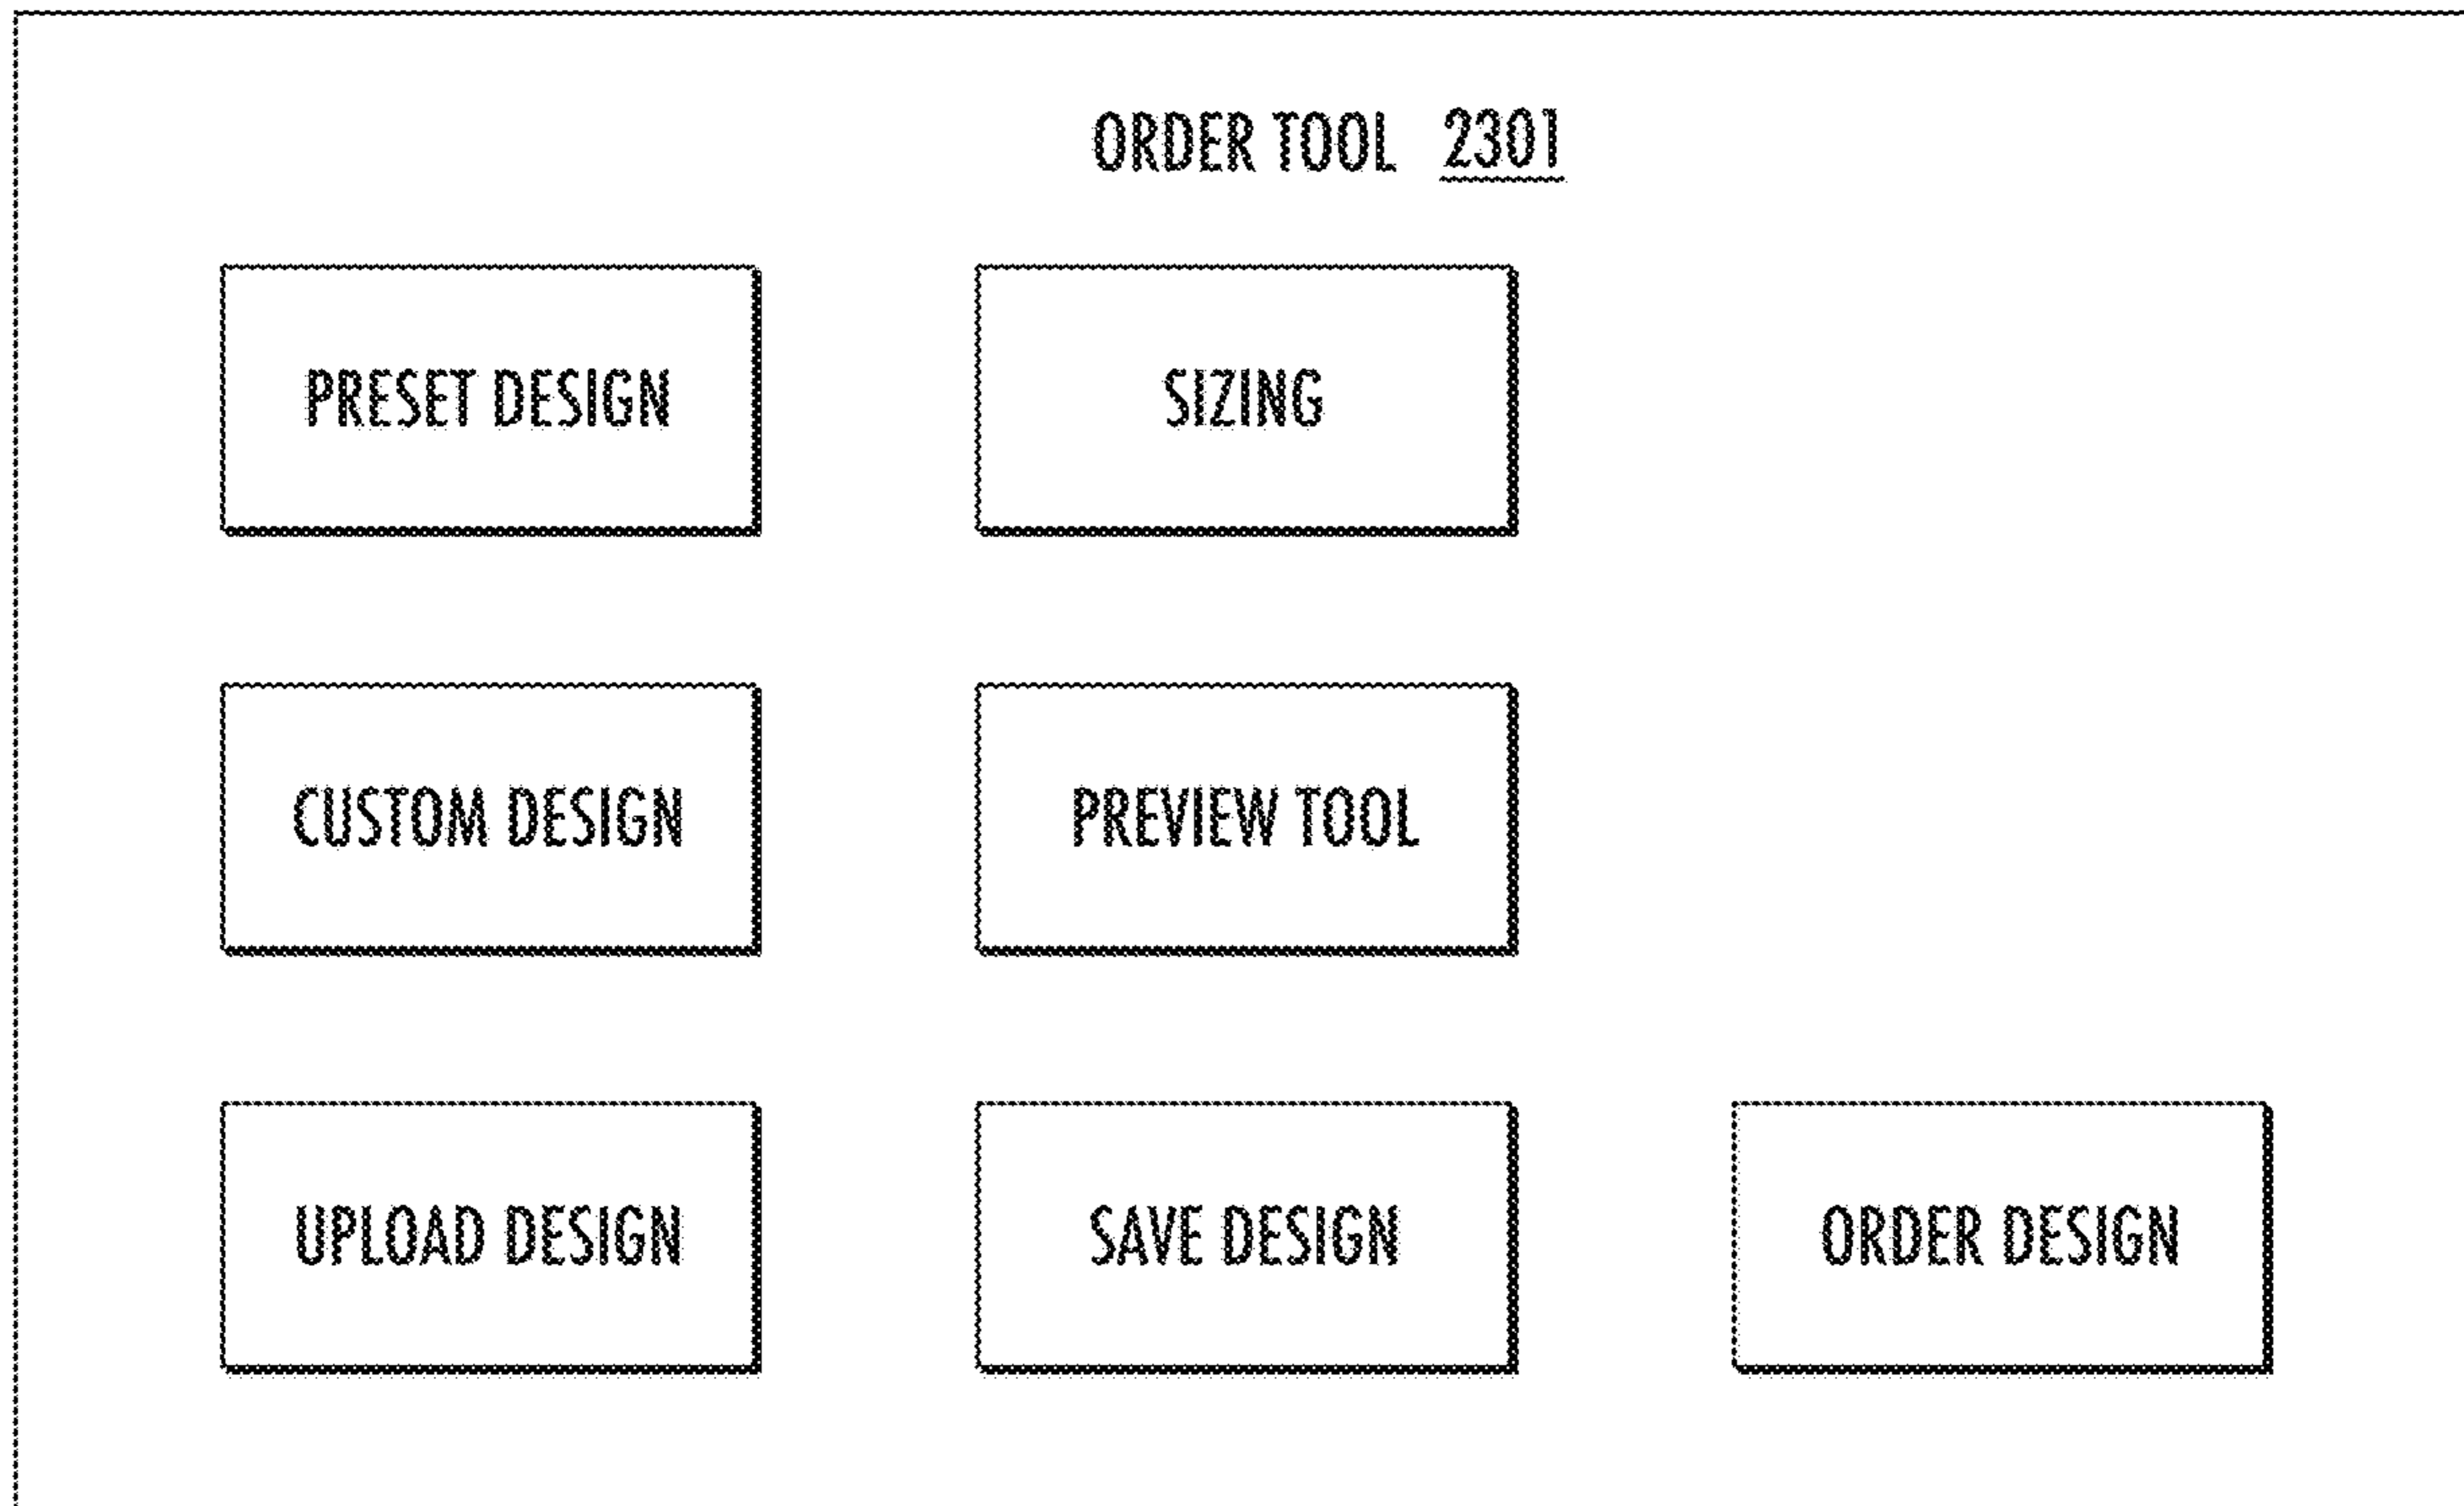 ORDER TOOL 2301
PRESET DESIGN
SIZING
CUSTOM DESIGN
PREVIEW TOOL
UPLOAD DESIGN
SAVE DESIGN
ORDER DESIGN